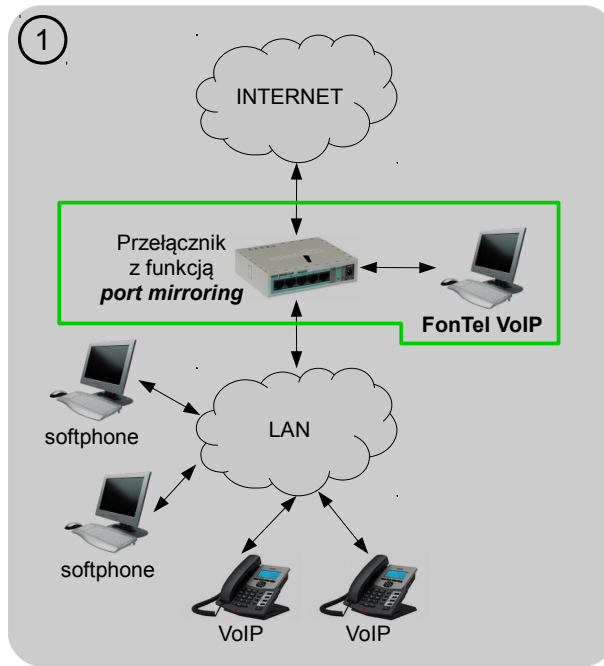 1
INTERNET
Przełącznik
z funkcją
port mirroring
FonTel VoIP
softphone
LAN
softphone
VoIP
VoIP